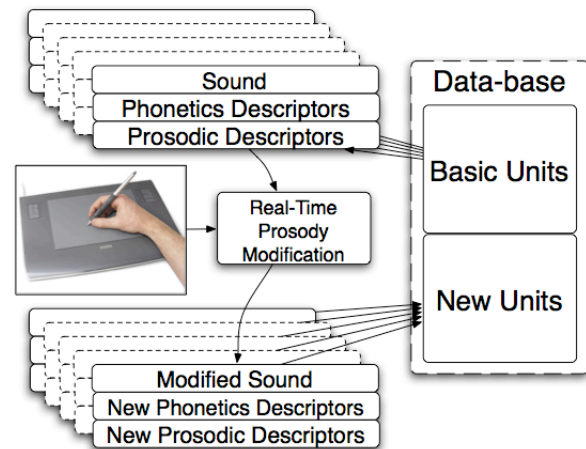 Sound
Phonetics Descriptors
Prosodic Descriptors
Data-base
Basic Units
Real-Time
Prosody
Modification
New Units
Modified Sound
New Phonetics Descriptors
New Prosodic Descriptors